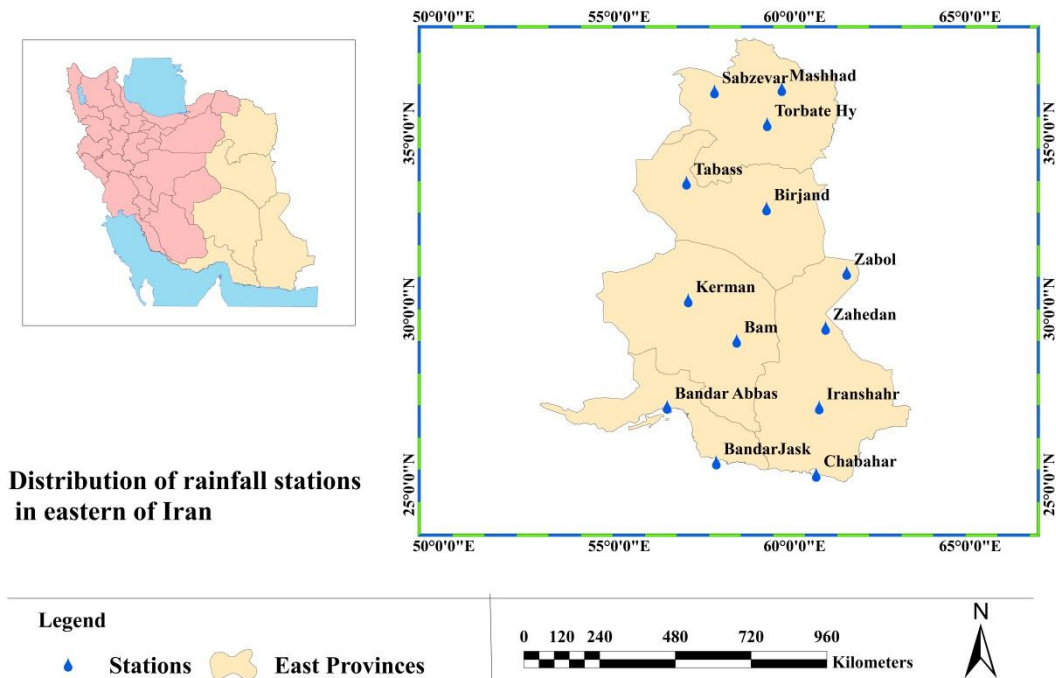 50°0'0"E 55°0'0"E 60°0'0"E 65°0'0"E
Sabzevar Mashhad
Torbate Hy
35°0'0"N 35°0'0"N
Tabass
Birjand
Zabol
Kerman
Zahedan
30°0'0"N 30°0'0"N
Bam
Bandar Abbas
Iranshahr
BandarJask
Chabahar
25°0'0"N 25°0'0"N
50°0'0"E 55°0'0"E 60°0'0"E 65°0'0"E
Distribution of rainfall stations
in eastern of Iran
Legend
Stations East Provinces
0 120 240 480 720 960
Kilometers
N